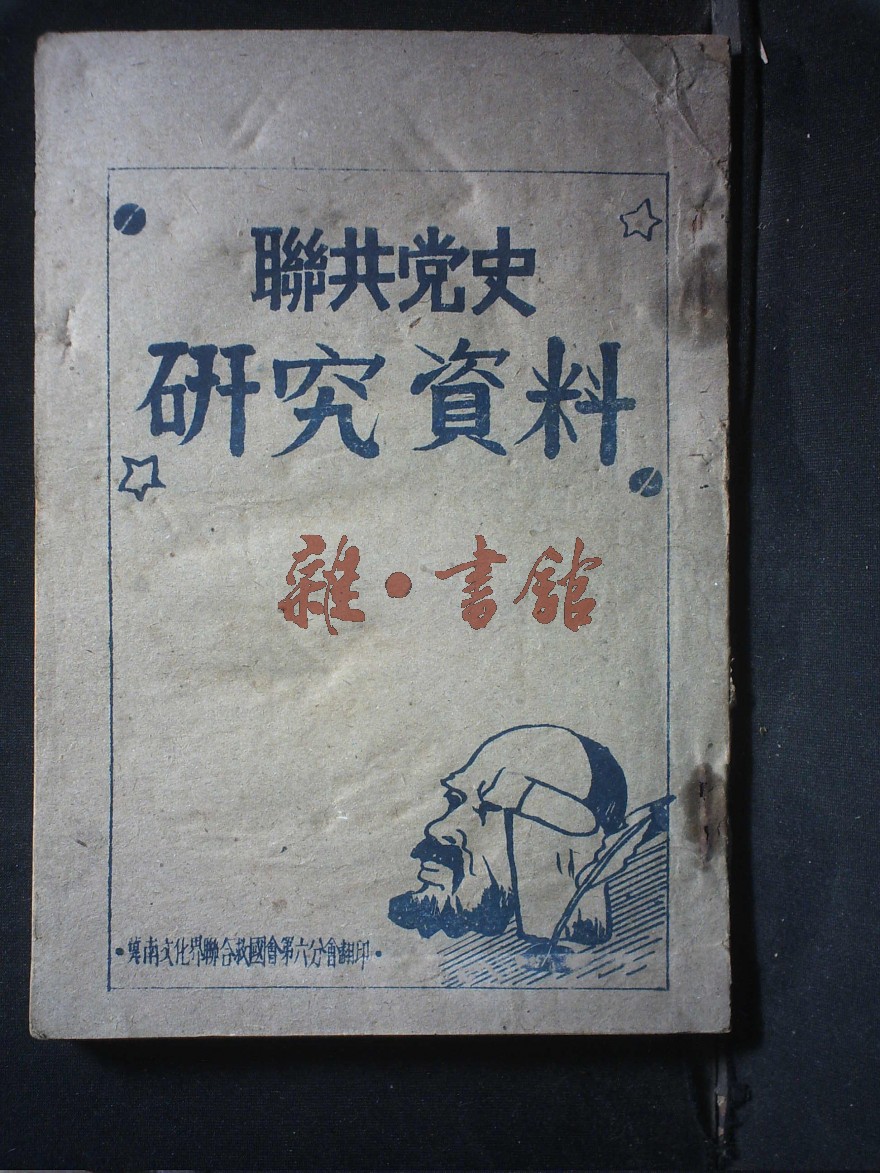 聯共党史
研究資料
雜·書館
·冀南文化界聯合救國會第六分會翻印·